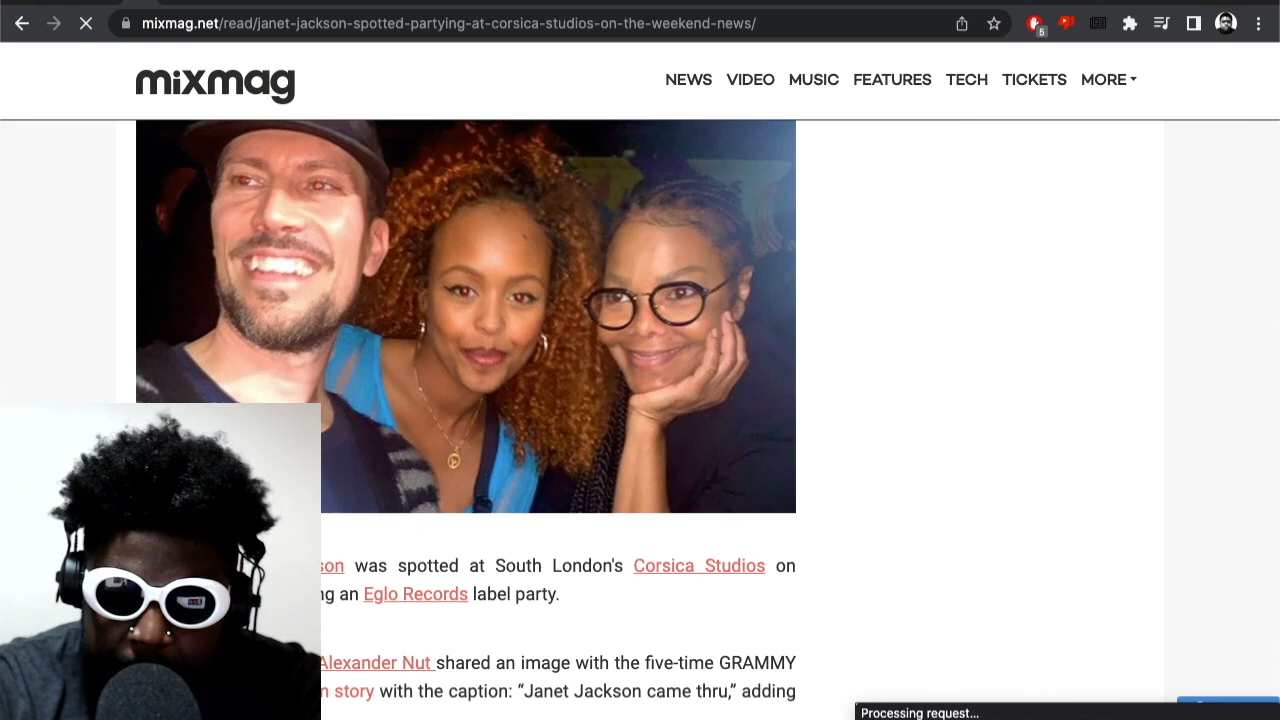 mixmag.net/read/janet-jackson-spotted-partying-at-corsica-studios-on-the-weekend-news/
5
mixmag
NEWS VIDEO MUSIC FEATURES TECH TICKETS MORE
son was spotted at South London's Corsica Studios on
ng an Eglo Records label party.
Alexander Nut shared an image with the five-time GRAMMY
n story with the caption: “Janet Jackson came thru,” adding
Processing request...